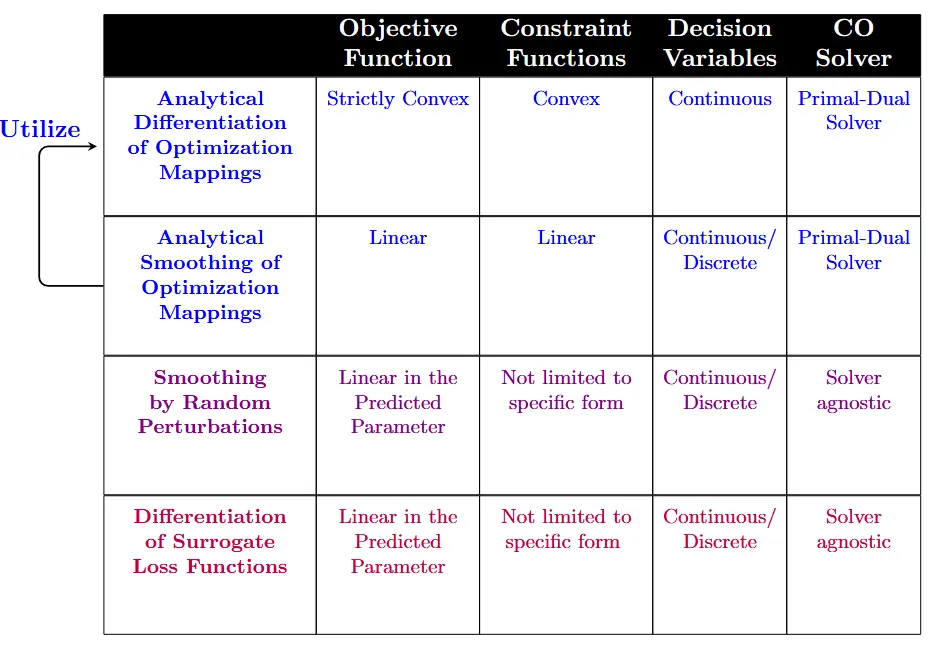 Objective
Function
Constraint
Functions
Decision
Variables
CO
Solver
Utilize
Analytical
Differentiation
of Optimization
Mappings
Strictly Convex
Convex
Continuous
Primal-Dual
Solver
Analytical
Smoothing of
Optimization
Mappings
Linear
Linear
Continuous/
Discrete
Primal-Dual
Solver
Smoothing
by Random
Perturbations
Linear in the
Predicted
Parameter
Not limited to
specific form
Continuous/
Discrete
Solver
agnostic
Differentiation
of Surrogate
Loss Functions
Linear in the
Predicted
Parameter
Not limited to
specific form
Continuous/
Discrete
Solver
agnostic